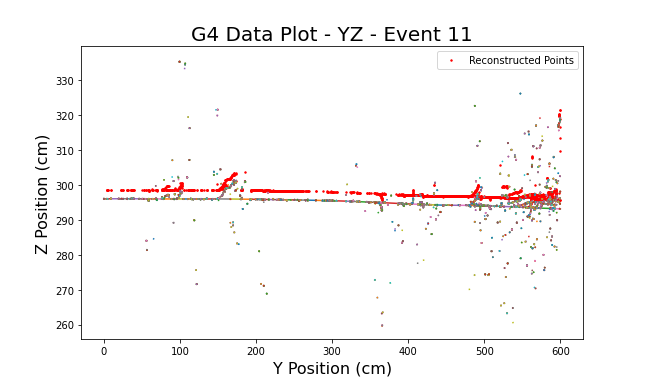 G4 Data Plot - YZ - Event 11
Reconstructed Points
Z Position (cm)
330
320
310
300
290
280
270
260
0 100 200 300 400 500 600
Y Position (cm)